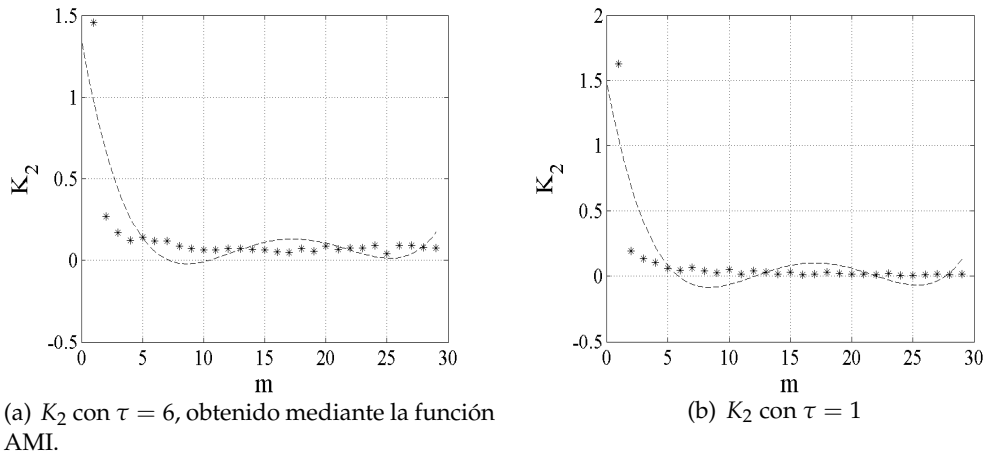 1.5
1
0.5
0
-0.5
K2
0 5 10 15 20 25 30
m
(a) K2 con τ = 6, obtenido mediante la función
AMI.
2
1.5
1
0.5
0
-0.5
K2
0 5 10 15 20 25 30
m
(b) K2 con τ = 1